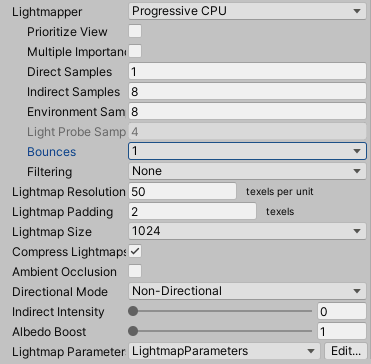 Lightmapper Progressive CPU
Prioritize View
Multiple Importan
Direct Samples 1
Indirect Samples 8
Environment Sam 8
Light Probe Samp 4
Bounces 1
Filtering None
Lightmap Resolution 50 texels per unit
Lightmap Padding 2 texels
Lightmap Size 1024
Compress Lightmaps
Ambient Occlusion
Directional Mode Non-Directional
Indirect Intensity 0
Albedo Boost 1
Lightmap Parameter LightmapParameters Edit...